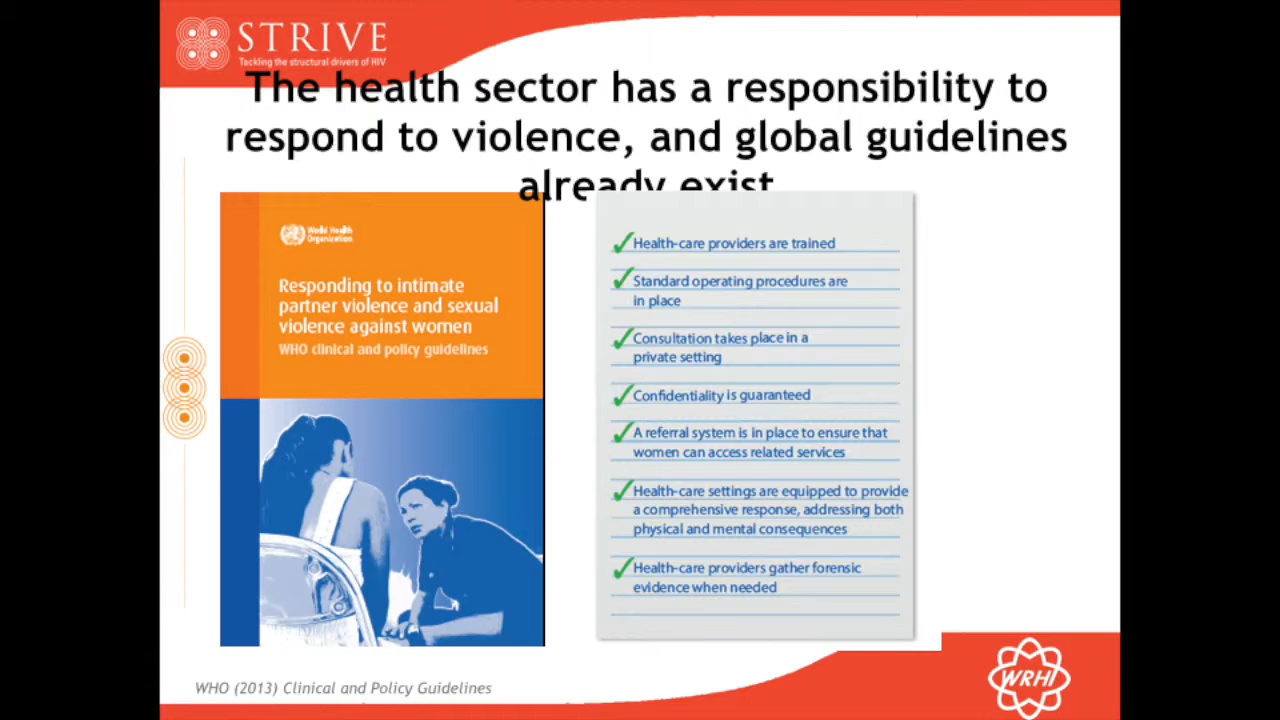 STRIVE
Tackling the structural drivers of HIV
The health sector has a responsibility to
respond to violence, and global guidelines
already exist
World Health
Organization
Responding to intimate
partner violence and sexual
violence against women
WHO clinical and policy guidelines
Health-care providers are trained
Standard operating procedures are
in place
Consultation takes place in a
private setting
Confidentiality is guaranteed
A referral system is in place to ensure that
women can access related services
Health-care settings are equipped to provide
a comprehensive response, addressing both
physical and mental consequences
Health-care providers gather forensic
evidence when needed
WHO (2013) Clinical and Policy Guidelines
WRHI